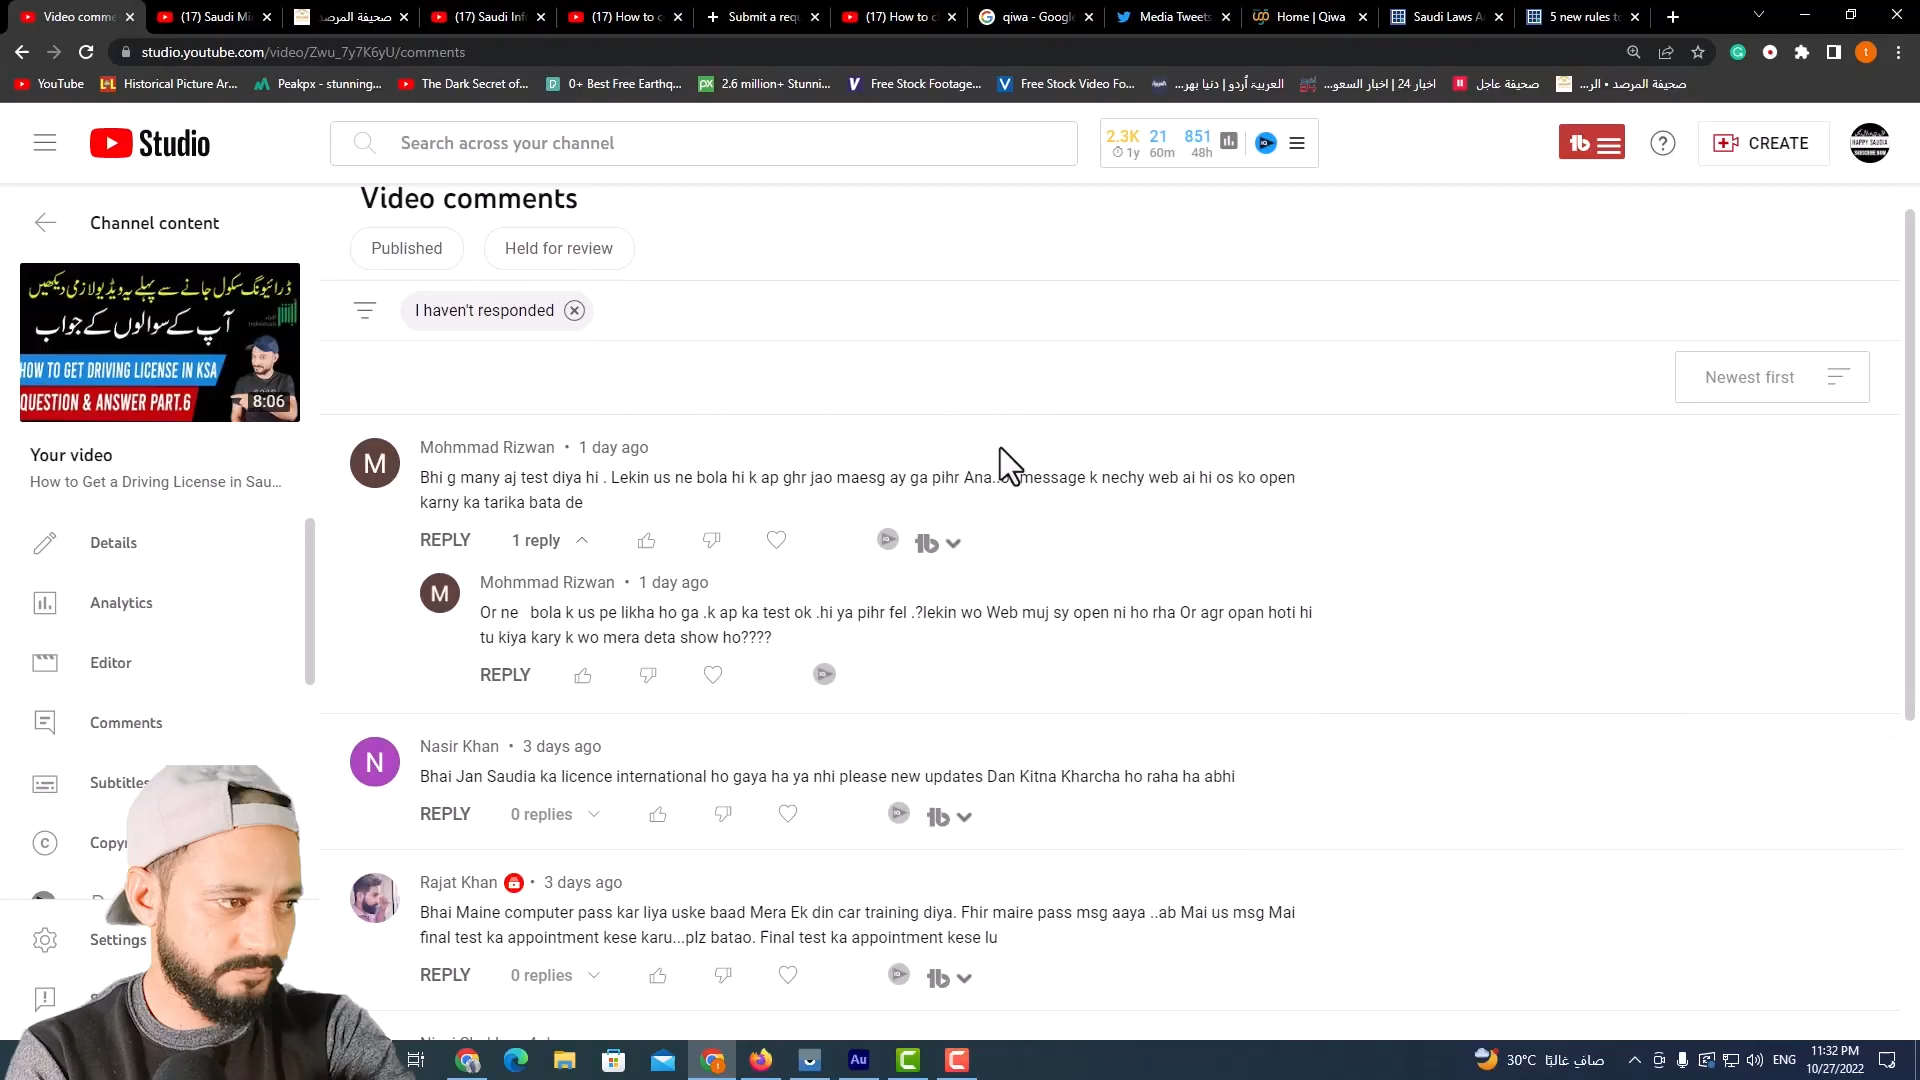 Video comme
(17) Saudi Mi
صحيفة المرصد
(17) Saudi Inf
(17) How to c
Submit a requ
(17) How to c
qiwa - Google
Media Tweets
Home | Qiwa
Saudi Laws A
5 new rules to
studio.youtube.com/video/Zwu_7y7K6yU/comments
YouTube
Historical Picture Ar...
Peakpx - stunning...
The Dark Secret of...
0+ Best Free Earthq...
2.6 million+ Stunni...
Free Stock Footage...
Free Stock Video Fo...
العربية أردو | دنیا بھر...
اخبار 24 | اخبار السعو...
صحيفة عاجل
صحيفة المرصد • الر...
Studio
Search across your channel
2.3K 21 851
1y 60m 48h
CREATE
Video comments
Channel content
Published
Held for review
ڈرائیونگ سکول جانے سے پہلے یہ ویڈیو لازمی دیکھیں
آپ کے سوالوں کے جواب
HOW TO GET DRIVING LICENSE IN KSA
QUESTION & ANSWER PART.6
8:06
I haven't responded
Newest first
Your video
How to Get a Driving License in Sau...
Details
Analytics
Editor
Comments
Subtitles
Copyr
Settings
Mohmmad Rizwan • 1 day ago
Bhi g many aj test diya hi . Lekin us ne bola hi k ap ghr jao maesg ay ga pihr Ana.. message k nechy web ai hi os ko open
karny ka tarika bata de
REPLY 1 reply
Mohmmad Rizwan • 1 day ago
Or ne bola k us pe likha ho ga .k ap ka test ok .hi ya pihr fel .?lekin wo Web muj sy open ni ho rha Or agr opan hoti hi
tu kiya kary k wo mera deta show ho????
REPLY
Nasir Khan • 3 days ago
Bhai Jan Saudia ka licence international ho gaya ha ya nhi please new updates Dan Kitna Kharcha ho raha ha abhi
REPLY 0 replies
Rajat Khan • 3 days ago
Bhai Maine computer pass kar liya uske baad Mera Ek din car training diya. Fhir maire pass msg aaya ..ab Mai us msg Mai
final test ka appointment kese karu...plz batao. Final test ka appointment kese lu
REPLY 0 replies
30°C صافٍ غالبًا
ENG
11:32 PM
10/27/2022